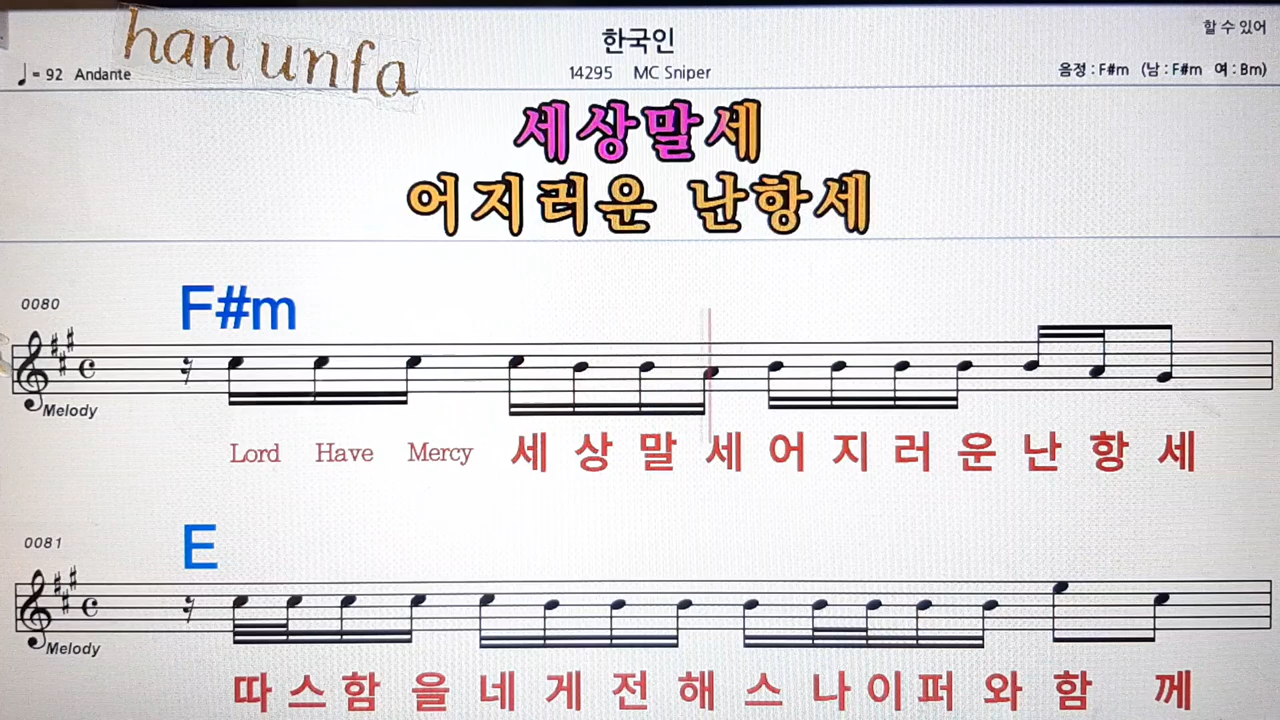 han unfa
한국인
할 수 있어
♩= 92 Andante
14295 MC Sniper
음정 : F#m (남 : F#m 여 : Bm)
세상말세
어지러운 난항세
0080
F#m
Melody
Lord Have Mercy 세 상 말 세 어 지 러 운 난 항 세
0081
E
Melody
따 스 함 을 네 게 전 해 스 나 이 퍼 와 함 께